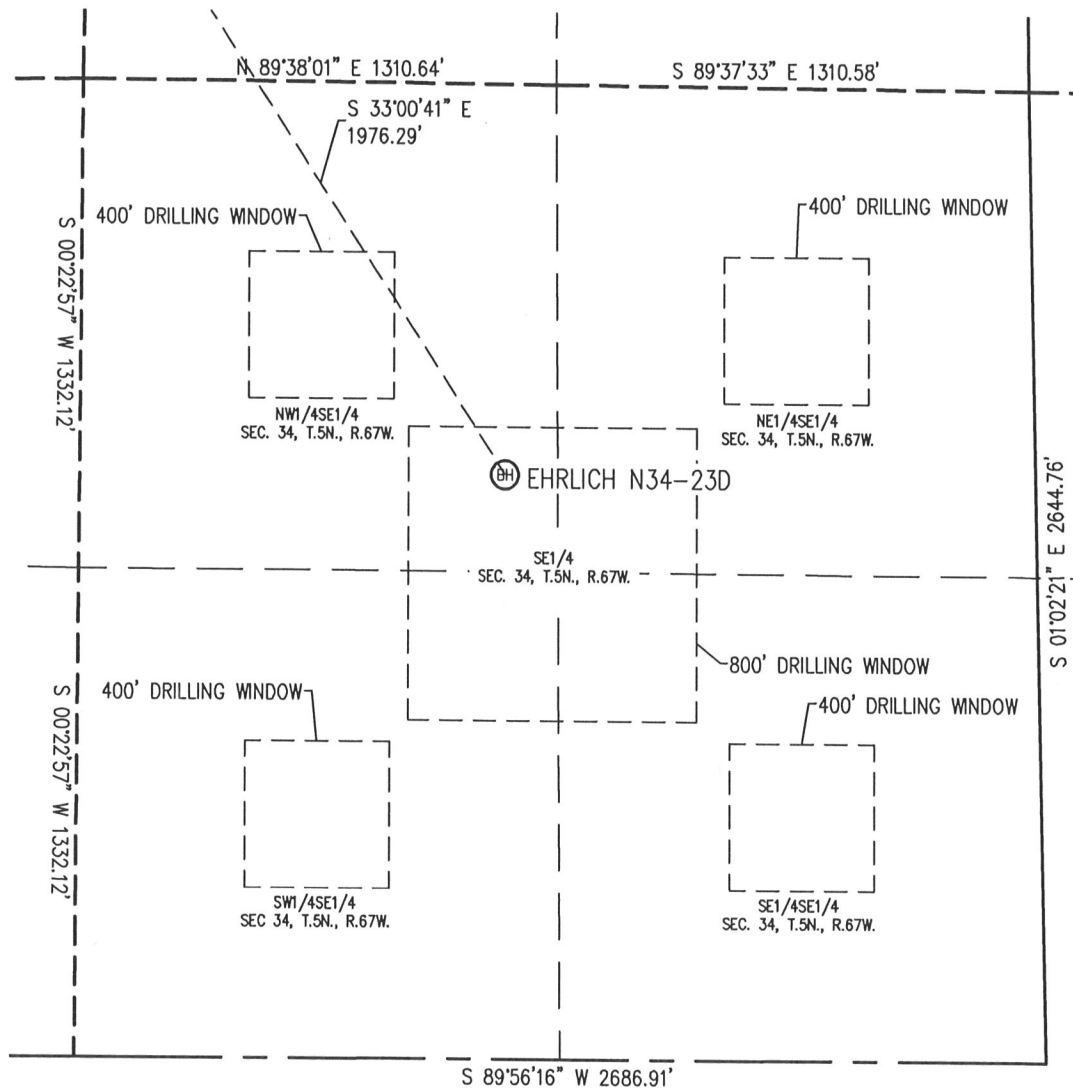 N 89°38'01" E 1310.64'
S 89°37'33" E 1310.58'
S 33°00'41" E
1976.29'
400' DRILLING WINDOW
400' DRILLING WINDOW
S 00°22'57" W 1332.12'
NW1/4SE1/4
SEC. 34, T.5N., R.67W.
NE1/4SE1/4
SEC. 34, T.5N., R.67W.
BH EHRLICH N34-23D
S 01°02'21" E 2644.76'
SE1/4
SEC. 34, T.5N., R.67W.
800' DRILLING WINDOW
400' DRILLING WINDOW
400' DRILLING WINDOW
S 00°22'57" W 1332.12'
SW1/4SE1/4
SEC 34, T.5N., R.67W.
SE1/4SE1/4
SEC. 34, T.5N., R.67W.
S 89°56'16" W 2686.91'